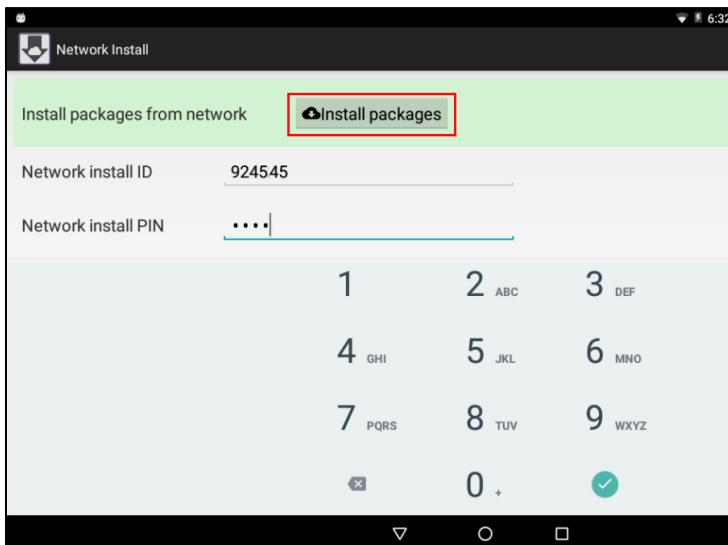 6:32
Network Install
Install packages from network Install packages
Network install ID 924545
Network install PIN ••••
1 2 ABC 3 DEF
4 GHI 5 JKL 6 MNO
7 PQRS 8 TUV 9 WXYZ
0 +